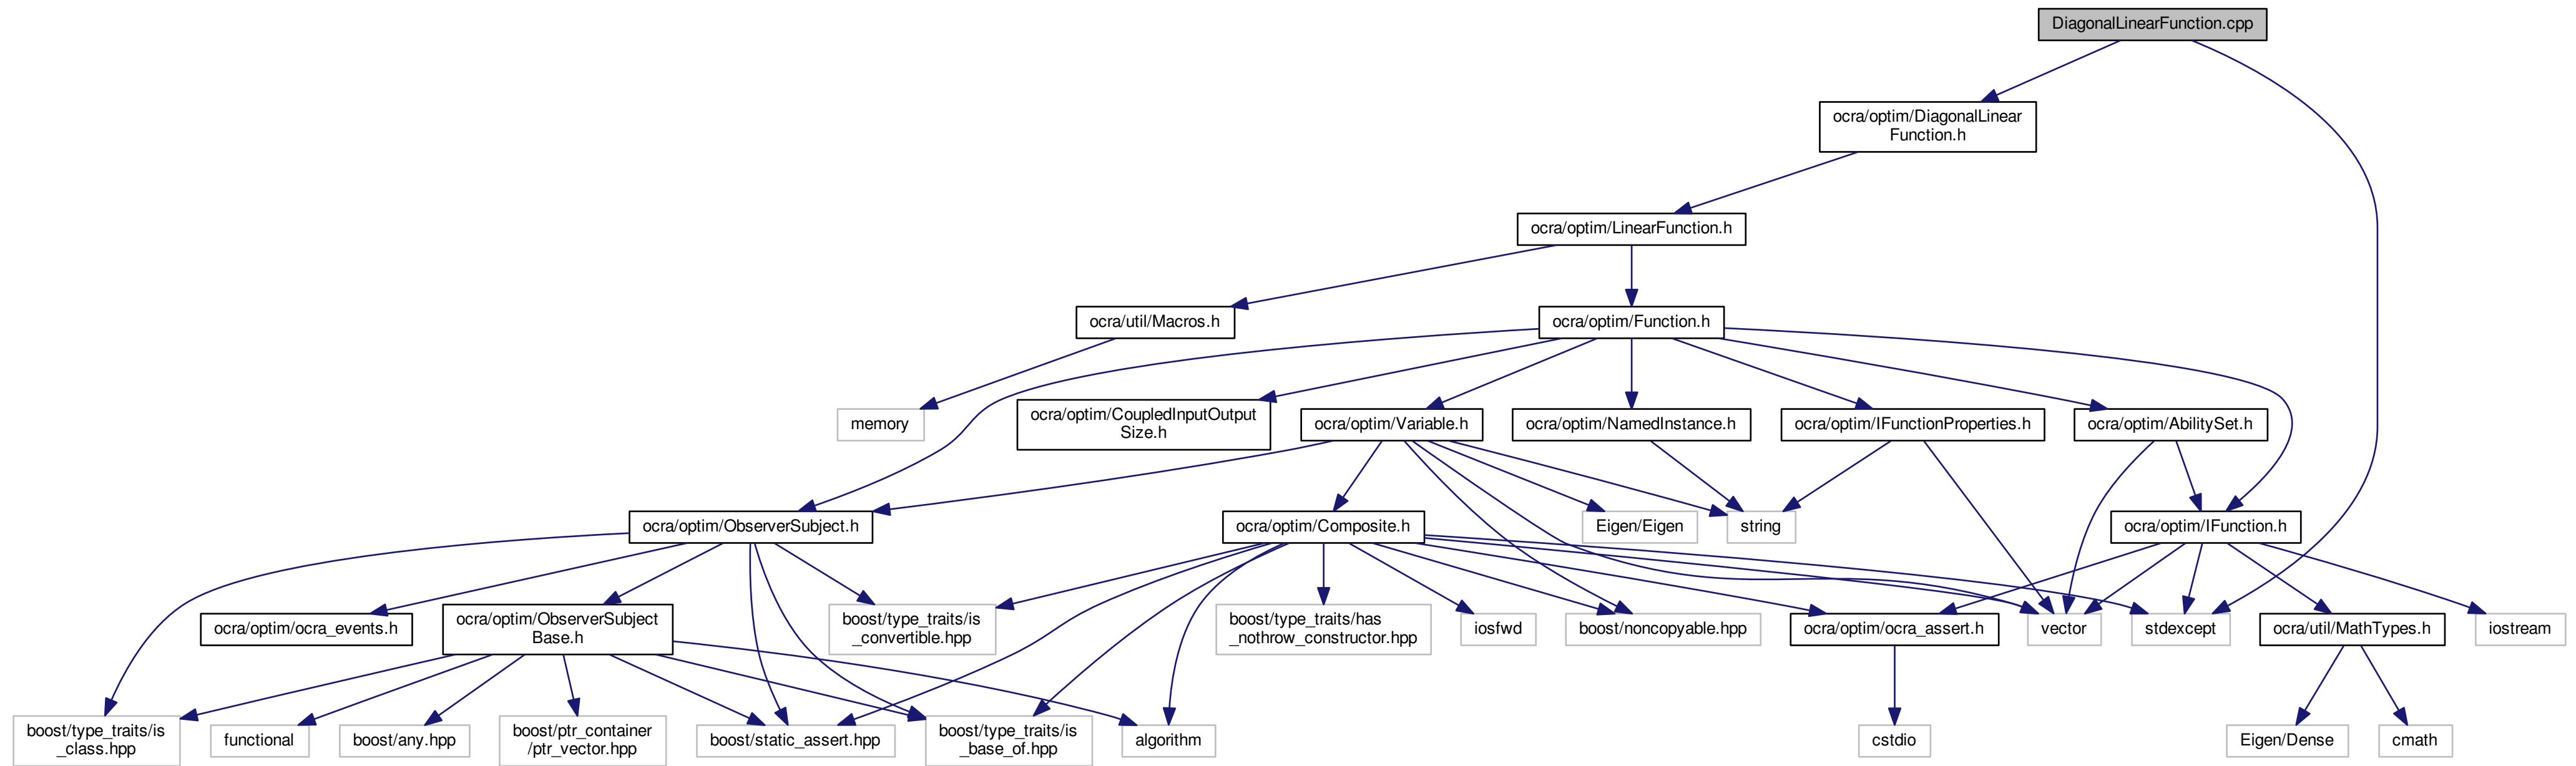 DiagonalLinearFunction.cpp
ocra/optim/DiagonalLinear
Function.h
ocra/optim/LinearFunction.h
ocra/util/Macros.h
ocra/optim/Function.h
memory
ocra/optim/CoupledInputOutput
Size.h
ocra/optim/Variable.h
ocra/optim/NamedInstance.h
ocra/optim/IFunctionProperties.h
ocra/optim/AbilitySet.h
ocra/optim/ObserverSubject.h
ocra/optim/Composite.h
Eigen/Eigen
string
ocra/optim/IFunction.h
ocra/optim/ocra_events.h
ocra/optim/ObserverSubject
Base.h
boost/type_traits/is
_convertible.hpp
boost/type_traits/has
_nothrow_constructor.hpp
iosfwd
boost/noncopyable.hpp
ocra/optim/ocra_assert.h
vector
stdexcept
ocra/util/MathTypes.h
iostream
boost/type_traits/is
_class.hpp
functional
boost/any.hpp
boost/ptr_container
/ptr_vector.hpp
boost/static_assert.hpp
boost/type_traits/is
_base_of.hpp
algorithm
cstdio
Eigen/Dense
cmath